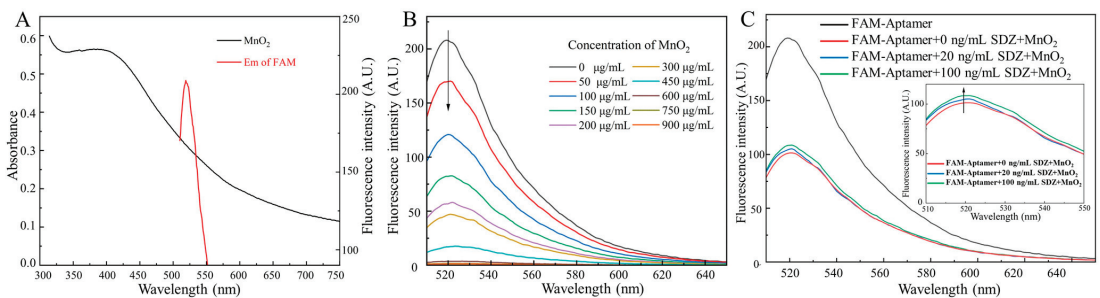 A
0.6
0.5
0.4
0.3
0.2
0.1
0.0
300 350 400 450 500 550 600 650 700 750
Wavelength (nm)
Absorbance
MnO₂
Em of FAM
250
200
150
100
Fluorescence intensity (A.U.)
B
250
200
150
100
50
0
520 540 560 580 600 620 640
Wavelength (nm)
Fluorescence intensity (A.U.)
Concentration of MnO₂
0 μg/mL 300 μg/mL
50 μg/mL 450 μg/mL
100 μg/mL 600 μg/mL
150 μg/mL 750 μg/mL
200 μg/mL 900 μg/mL
C
200
150
100
50
0
520 540 560 580 600 620 640
Wavelength (nm)
Fluorescence intensity (A.U.)
FAM-Aptamer
FAM-Aptamer+0 ng/mL SDZ+MnO₂
FAM-Aptamer+20 ng/mL SDZ+MnO₂
FAM-Aptamer+100 ng/mL SDZ+MnO₂
100
50
0
510 520 530 540 550
Wavelength (nm)
Fluorescence intensity (A.U.)
FAM-Aptamer+0 ng/mL SDZ+MnO₂
FAM-Aptamer+20 ng/mL SDZ+MnO₂
FAM-Aptamer+100 ng/mL SDZ+MnO₂